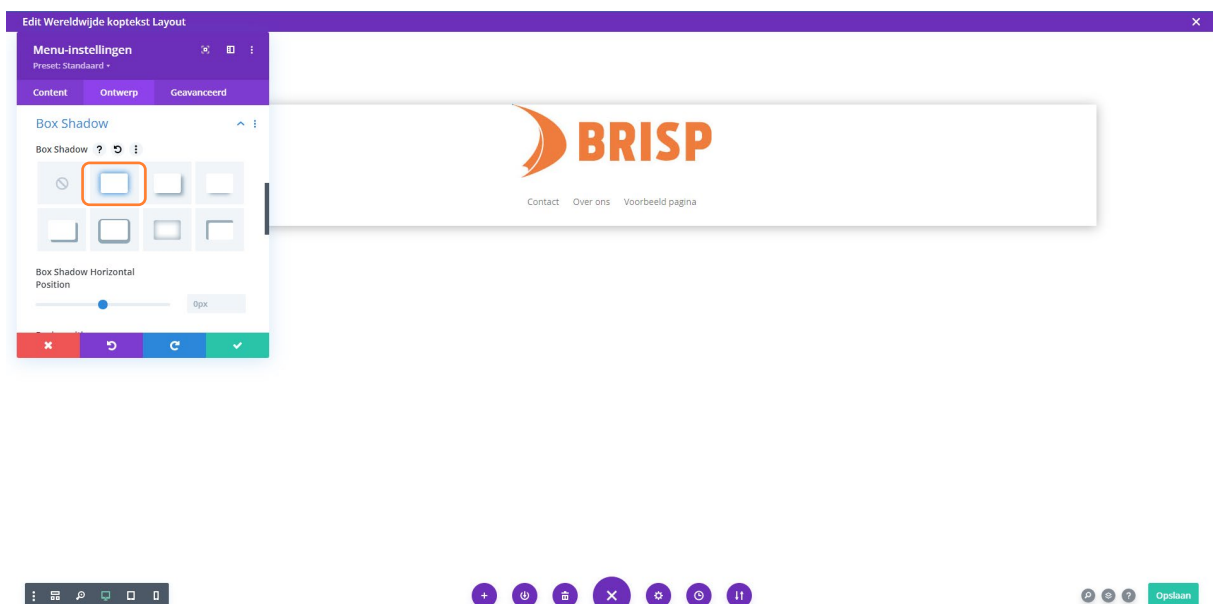 Edit Wereldwijde koptekst Layout
Menu-instellingen
Preset: Standaard
Content Ontwerp Geavanceerd
Box Shadow
Box Shadow ?
Box Shadow Horizontal
Position
0px
BRISP
Contact Over ons Voorbeeld pagina
? Opslaan